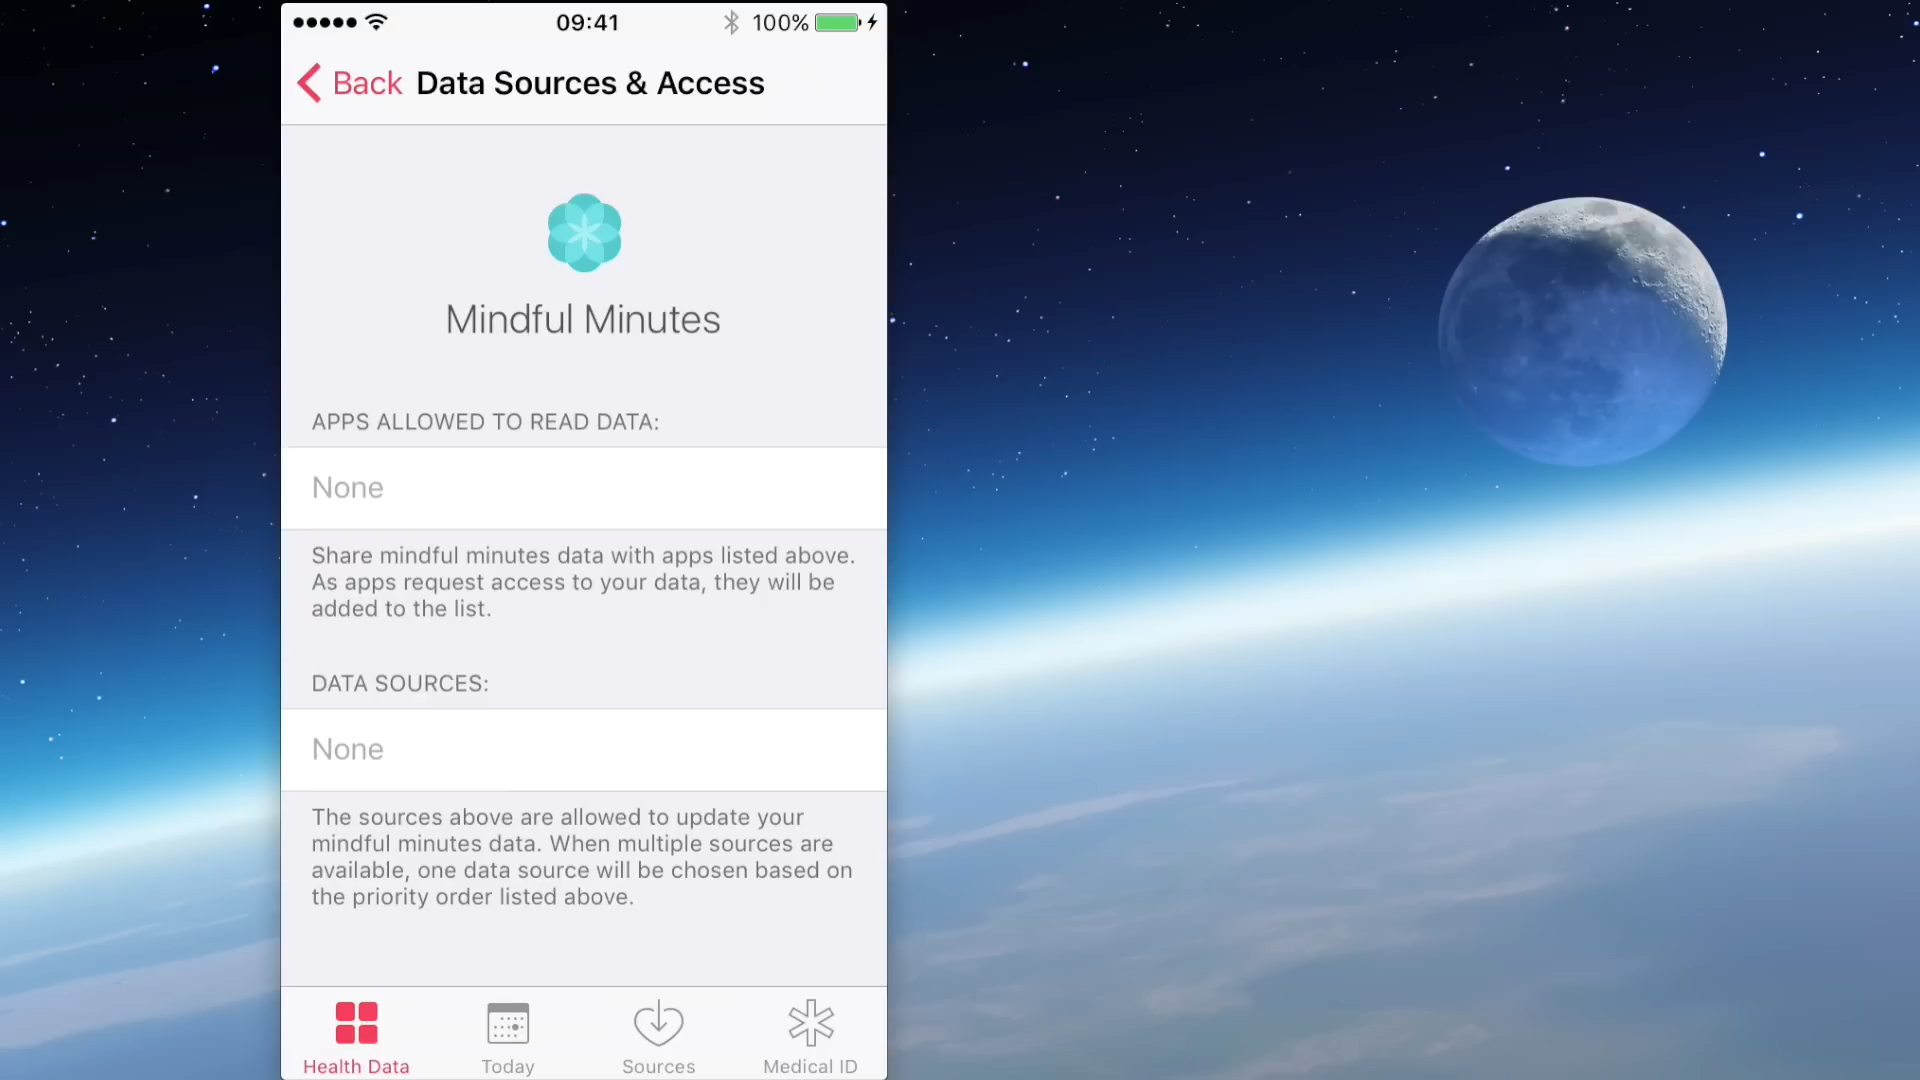 09:41
100%
Back Data Sources & Access
Mindful Minutes
APPS ALLOWED TO READ DATA:
None
Share mindful minutes data with apps listed above.
As apps request access to your data, they will be
added to the list.
DATA SOURCES:
None
The sources above are allowed to update your
mindful minutes data. When multiple sources are
available, one data source will be chosen based on
the priority order listed above.
Health Data
Today
Sources
Medical ID